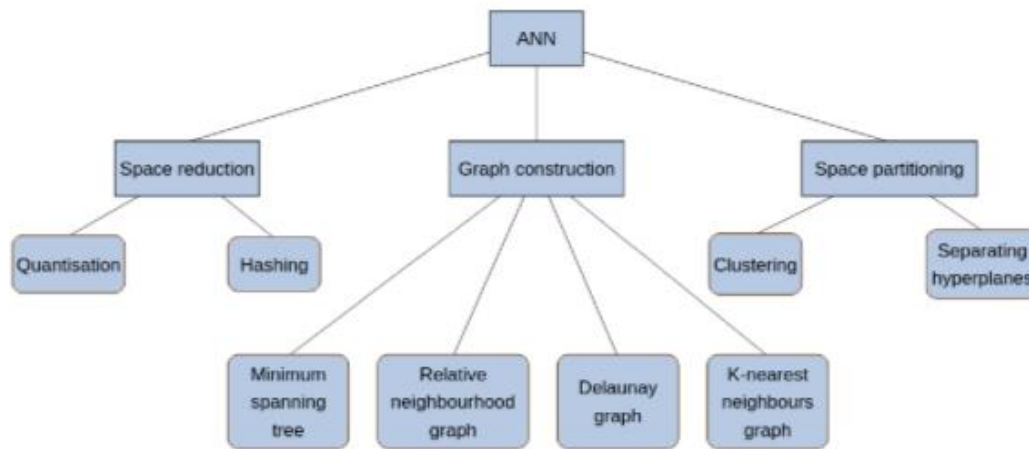 ANN
Space reduction
Graph construction
Space partitioning
Quantisation
Hashing
Clustering
Separating
hyperplanes
Minimum
spanning
tree
Relative
neighbourhood
graph
Delaunay
graph
K-nearest
neighbours
graph